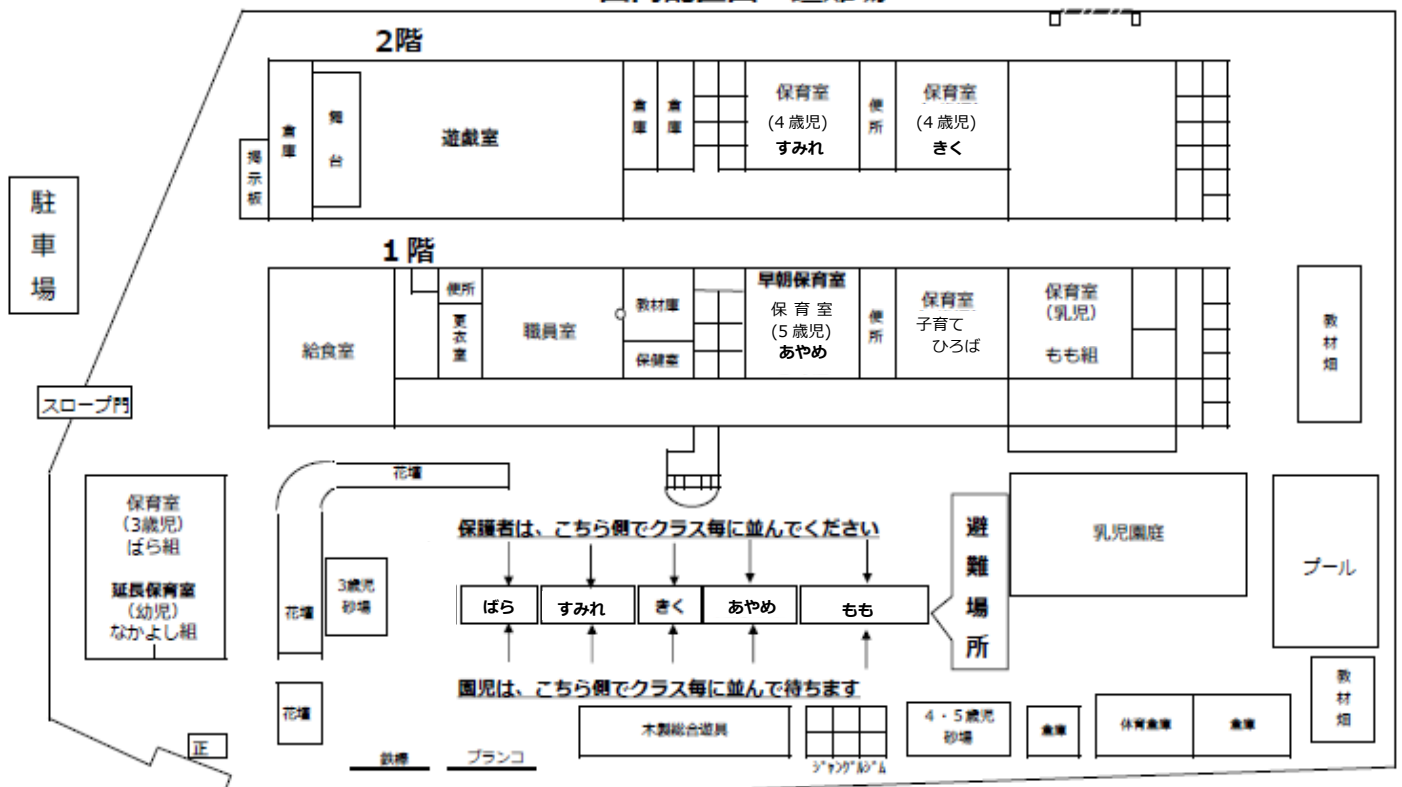 2階
倉庫
舞台
遊戯室
倉庫
倉庫
保育室
(4歳児)
すみれ
便所
保育室
(4歳児)
きく
掲示板
駐車場
1階
給食室
便所
更衣室
職員室
教材庫
保健室
早朝保育室
保育室
(5歳児)
あやめ
便所
保育室
子育て
ひろば
保育室
(乳児)
もも組
教材畑
スロープ門
花壇
保育室
(3歳児)
ばら組
延長保育室
(幼児)
なかよし組
花壇
3歳児
砂場
保護者は、こちら側でクラス毎に並んでください
ばら
すみれ
きく
あやめ
もも
避難場所
園児は、こちら側でクラス毎に並んで待ちます
乳児園庭
プール
教材畑
花壇
正
鉄棒
ブランコ
木製総合遊具
ジャングルジム
4・5歳児
砂場
倉庫
体育倉庫
倉庫